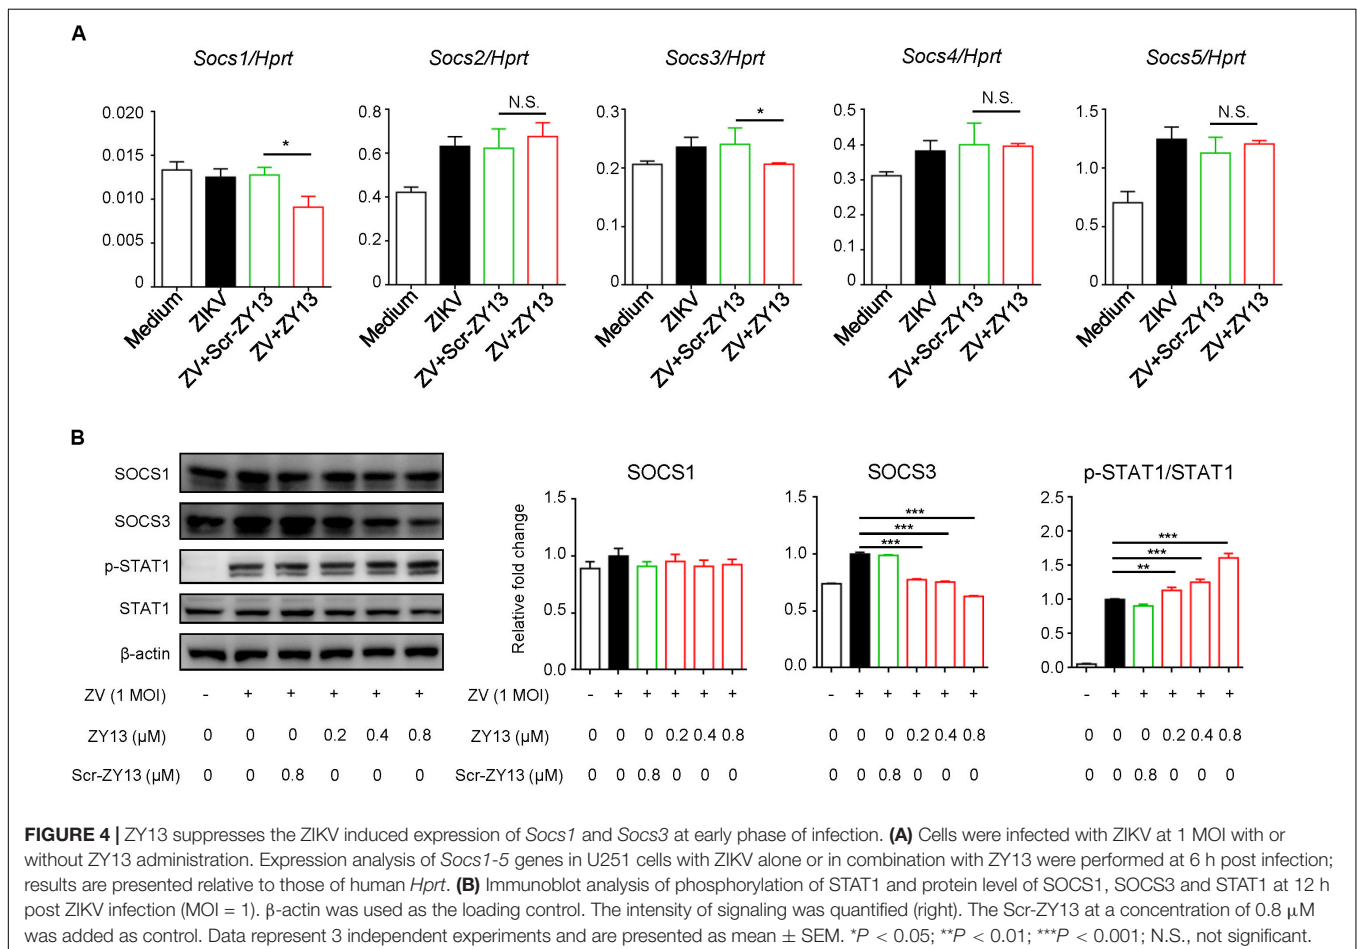 A
Socs1/Hprt
Socs2/Hprt
Socs3/Hprt
Socs4/Hprt
Socs5/Hprt
0.020
0.015
0.010
0.005
0
*
Medium
ZIKV
ZV+Scr-ZY13
ZV+ZY13
0.8
0.6
0.4
0.2
0
N.S.
Medium
ZIKV
ZV+Scr-ZY13
ZV+ZY13
0.3
0.2
0.1
0
*
Medium
ZIKV
ZV+Scr-ZY13
ZV+ZY13
0.5
0.4
0.3
0.2
0.1
0
N.S.
Medium
ZIKV
ZV+Scr-ZY13
ZV+ZY13
1.5
1.0
0.5
0
N.S.
Medium
ZIKV
ZV+Scr-ZY13
ZV+ZY13
B
SOCS1
SOCS3
p-STAT1
STAT1
β-actin
ZV (1 MOI) - + + + + +
ZY13 (μM) 0 0 0 0.2 0.4 0.8
Scr-ZY13 (μM) 0 0 0.8 0 0 0
SOCS1
Relative fold change
1.5
1.0
0.5
0.0
ZV (1 MOI) - + + + + +
ZY13 (μM) 0 0 0 0.2 0.4 0.8
Scr-ZY13 (μM) 0 0 0.8 0 0 0
SOCS3
1.5
1.0
0.5
0.0
***
***
***
- + + + + +
0 0 0 0.2 0.4 0.8
0 0 0.8 0 0 0
p-STAT1/STAT1
2.5
2.0
1.5
1.0
0.5
0.0
***
***
**
- + + + + +
0 0 0 0.2 0.4 0.8
0 0 0.8 0 0 0
FIGURE 4 | ZY13 suppresses the ZIKV induced expression of Socs1 and Socs3 at early phase of infection. (A) Cells were infected with ZIKV at 1 MOI with or
without ZY13 administration. Expression analysis of Socs1-5 genes in U251 cells with ZIKV alone or in combination with ZY13 were performed at 6 h post infection;
results are presented relative to those of human Hprt. (B) Immunoblot analysis of phosphorylation of STAT1 and protein level of SOCS1, SOCS3 and STAT1 at 12 h
post ZIKV infection (MOI = 1). β-actin was used as the loading control. The intensity of signaling was quantified (right). The Scr-ZY13 at a concentration of 0.8 μM
was added as control. Data represent 3 independent experiments and are presented as mean ± SEM. *P < 0.05; **P < 0.01; ***P < 0.001; N.S., not significant.